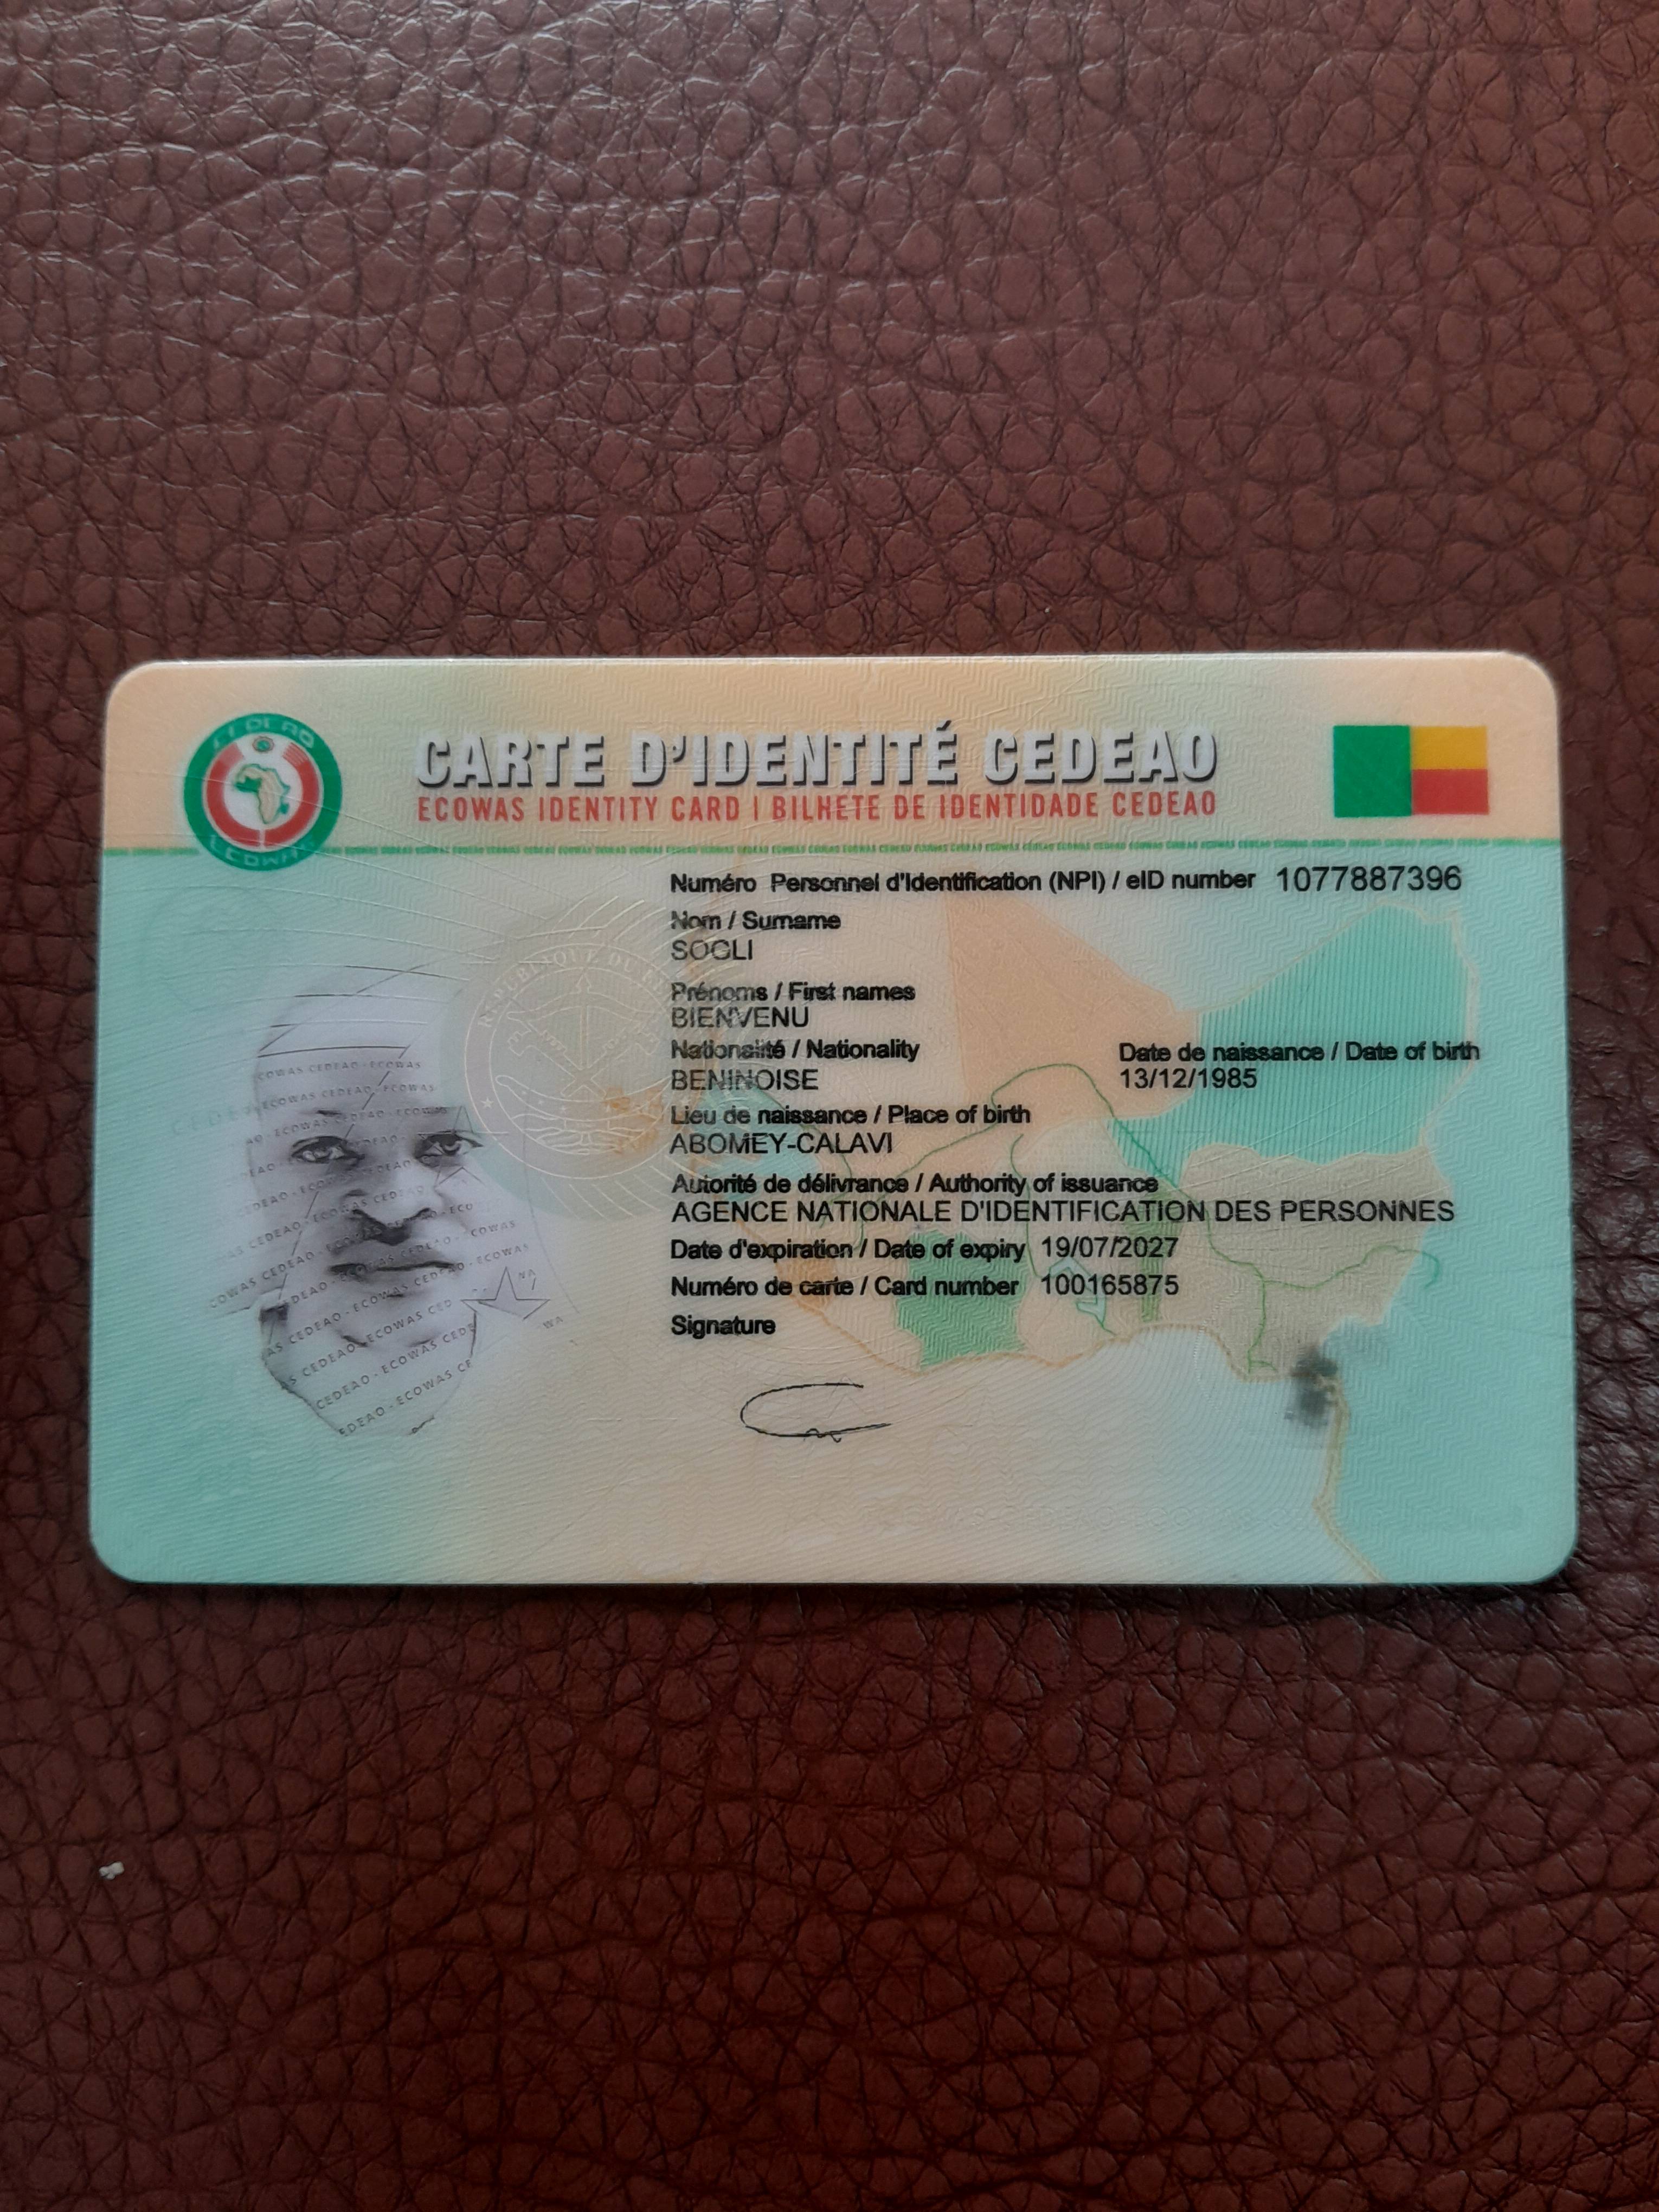 CEDEAO
CARTE D'IDENTITÉ CEDEAO
ECOWAS IDENTITY CARD | BILHETE DE IDENTIDADE CEDEAO
ECOWAS
Numéro Personnel d'Identification (NPI) / eID number 1077887396
Nom / Surname
SOGLI
Prénoms / First names
BIENVENU
Nationalité / Nationality Date de naissance / Date of birth
BENINOISE 13/12/1985
Lieu de naissance / Place of birth
ABOMEY-CALAVI
Autorité de délivrance / Authority of issuance
AGENCE NATIONALE D'IDENTIFICATION DES PERSONNES
Date d'expiration / Date of expiry 19/07/2027
Numéro de carte / Card number 100165875
Signature